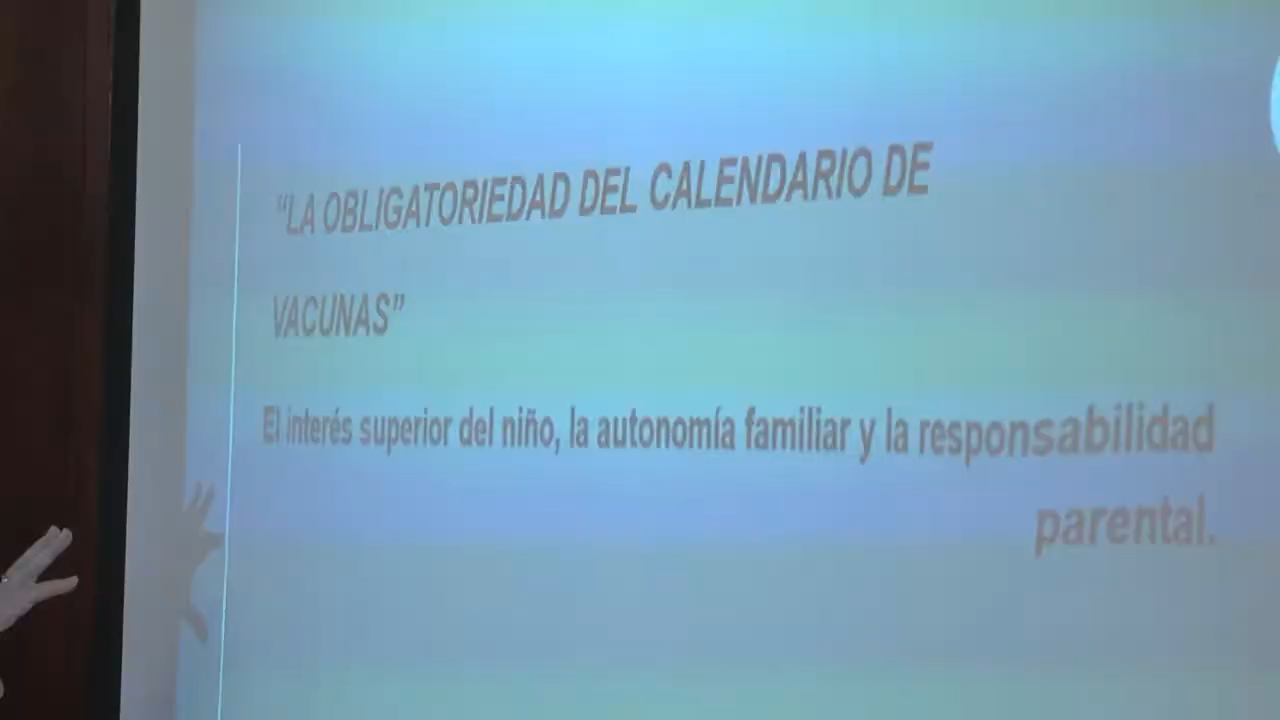 “LA OBLIGATORIEDAD DEL CALENDARIO DE
VACUNAS”
El interés superior del niño, la autonomía familiar y la responsabilidad
parental.